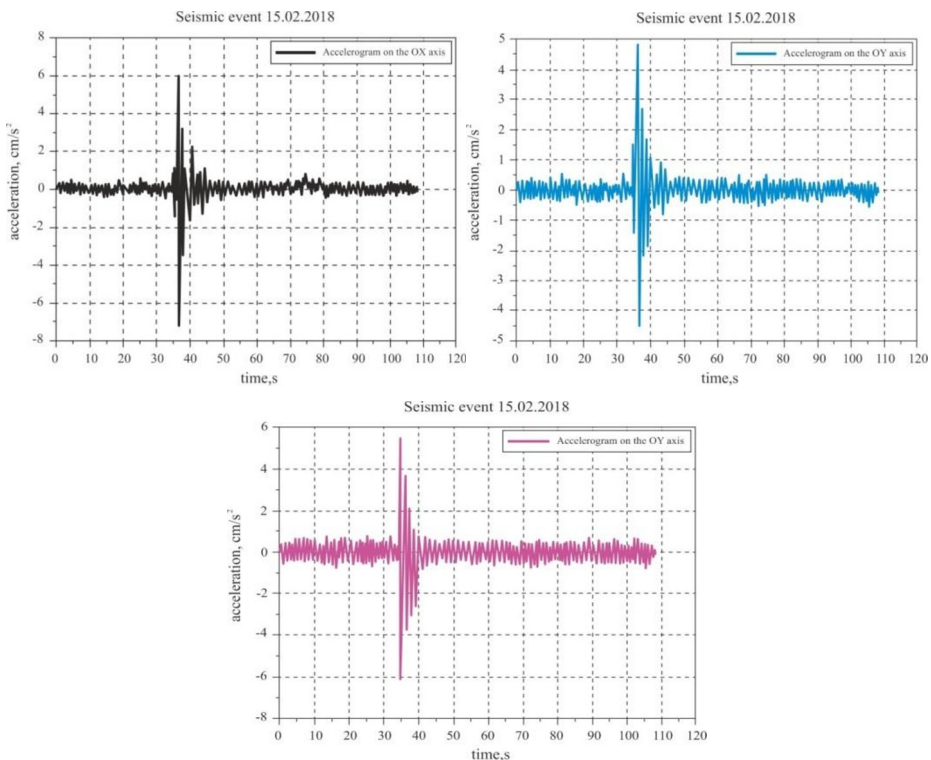 Seismic event 15.02.2018
Accelerogram on the OX axis
8
6
4
2
0
-2
-4
-6
-8
acceleration, cm/s²
0 10 20 30 40 50 60 70 80 90 100 110 120
time,s
Seismic event 15.02.2018
Accelerogram on the OY axis
5
4
3
2
1
0
-1
-2
-3
-4
-5
acceleration, cm/s²
0 10 20 30 40 50 60 70 80 90 100 110 120
time,s
Seismic event 15.02.2018
Accelerogram on the OY axis
6
4
2
0
-2
-4
-6
-8
acceleration, cm/s²
0 10 20 30 40 50 60 70 80 90 100 110 120
time,s